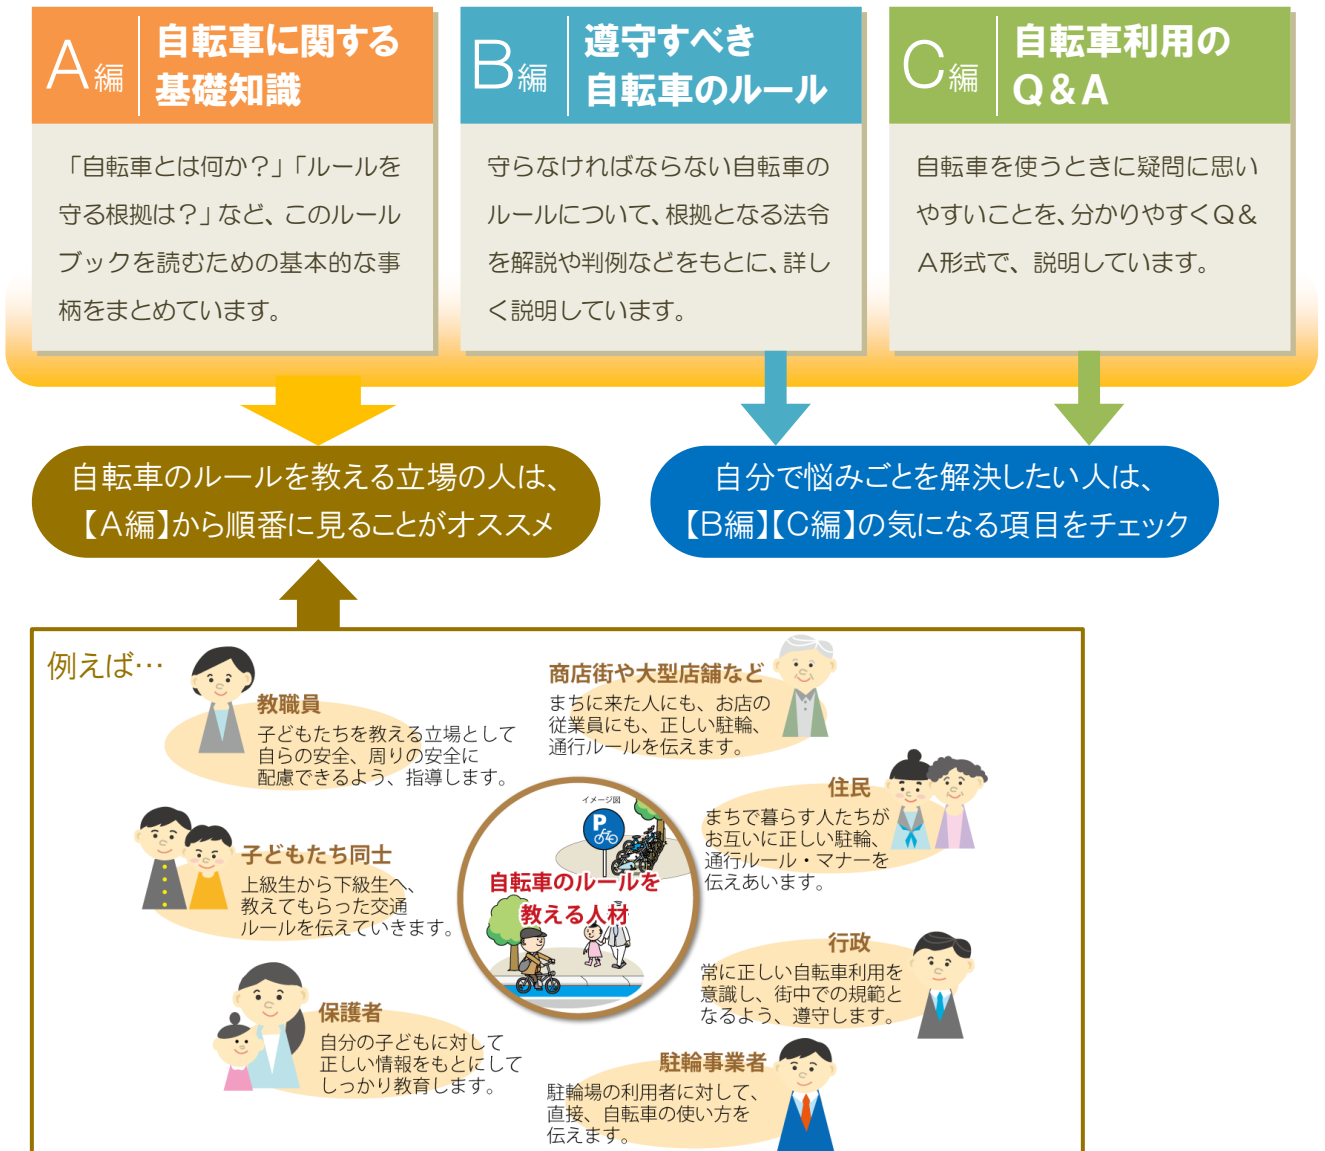 A編
自転車に関する
基礎知識
「自転車とは何か？」「ルールを
守る根拠は？」など、このルール
ブックを読むための基本的な事
柄をまとめています。
B編
遵守すべき
自転車のルール
守らなければならない自転車の
ルールについて、根拠となる法令
を解説や判例などをもとに、詳し
く説明しています。
C編
自転車利用の
Q＆A
自転車を使うときに疑問に思い
やすいことを、分かりやすくQ＆
A形式で、説明しています。
自転車のルールを教える立場の人は、
【A編】から順番に見ることがオススメ
自分で悩みごとを解決したい人は、
【B編】【C編】の気になる項目をチェック
例えば…
教職員
子どもたちを教える立場として
自らの安全、周りの安全に
配慮できるよう、指導します。
商店街や大型店舗など
まちに来た人にも、お店の
従業員にも、正しい駐輪、
通行ルールを伝えます。
住民
まちで暮らす人たちが
お互いに正しい駐輪、
通行ルール・マナーを
伝えあいます。
子どもたち同士
上級生から下級生へ、
教えてもらった交通
ルールを伝えていきます。
イメージ図
P
自転車のルールを
教える人材
行政
常に正しい自転車利用を
意識し、街中での規範と
なるよう、遵守します。
保護者
自分の子どもに対して
正しい情報をもとにして
しっかり教育します。
駐輪事業者
駐輪場の利用者に対して、
直接、自転車の使い方を
伝えます。